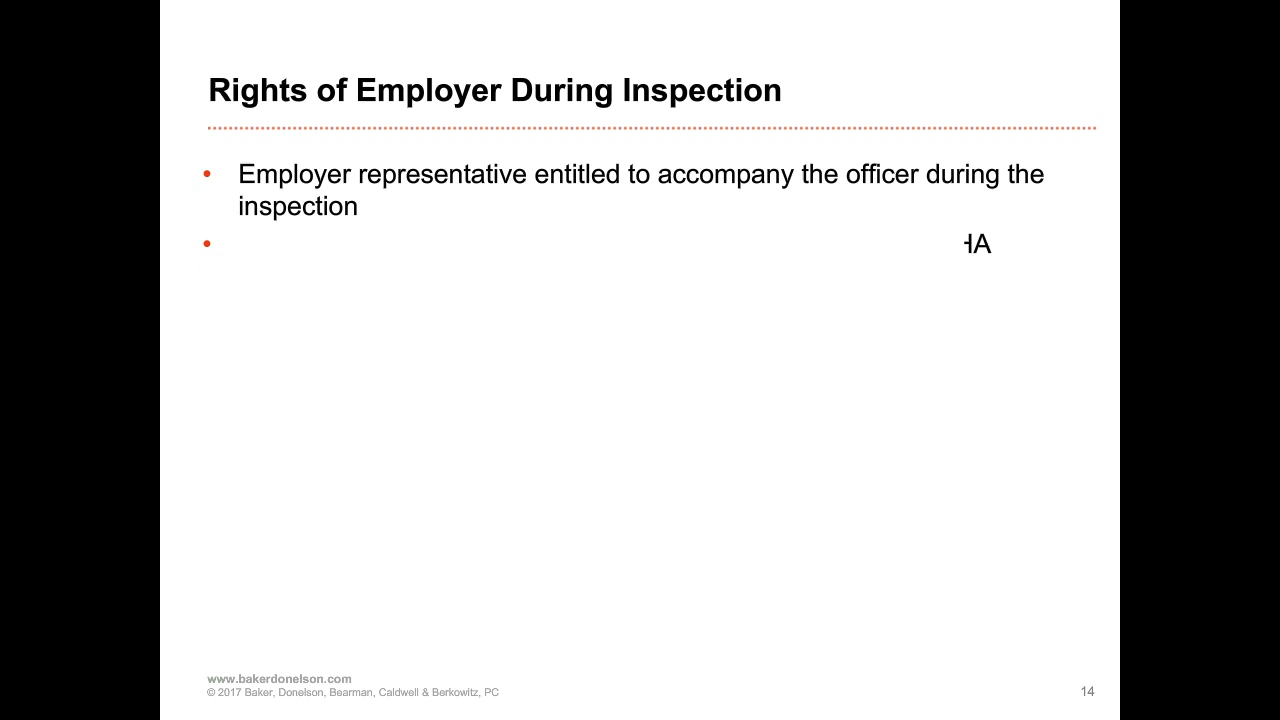 Rights of Employer During Inspection
• Employer representative entitled to accompany the officer during the
inspection
•
www.bakerdonelson.com
© 2017 Baker, Donelson, Bearman, Caldwell & Berkowitz, PC
14